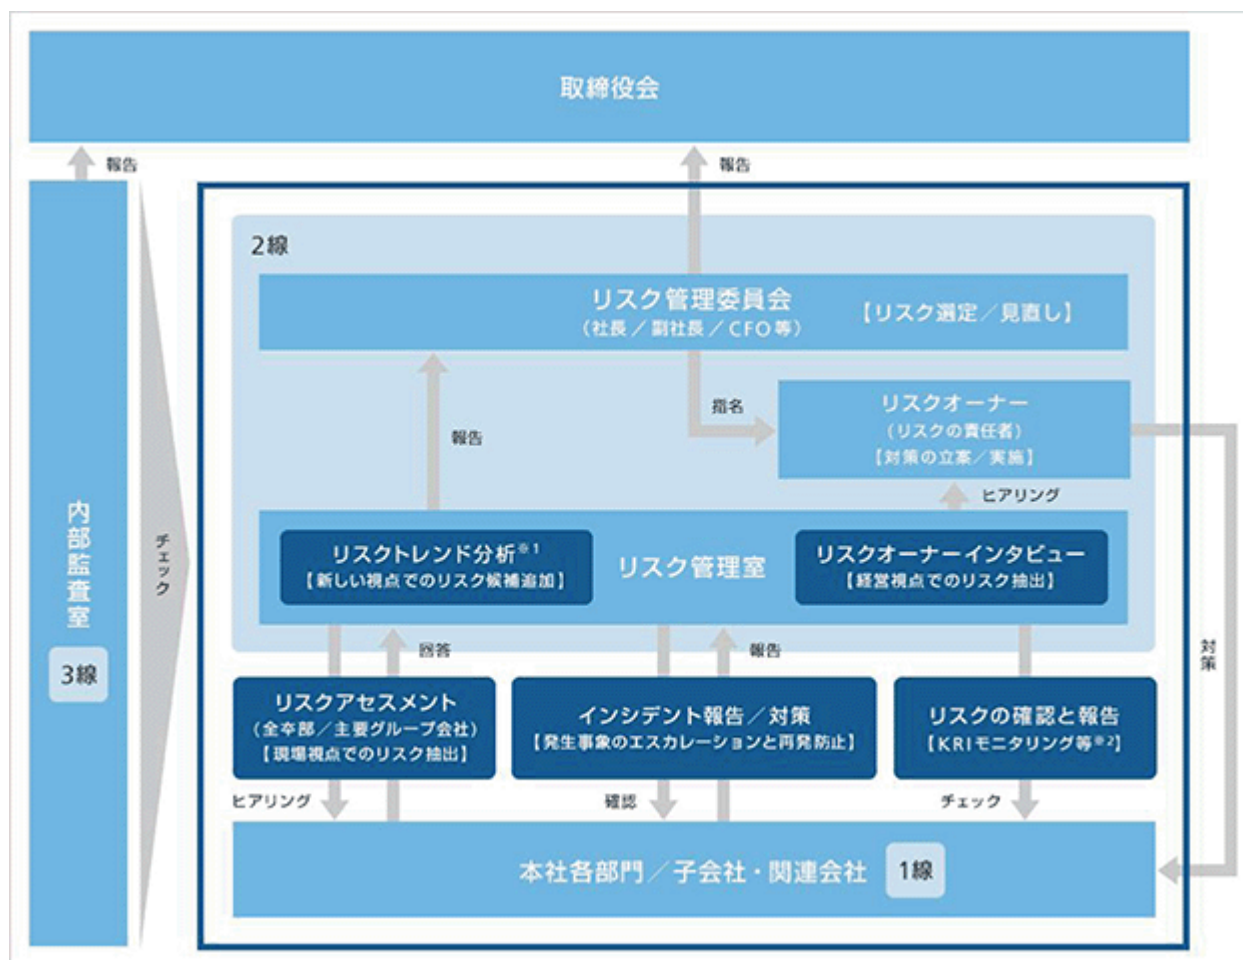 取締役会
報告
報告
2線
リスク管理委員会
（社長／副社長／CFO等）
【リスク選定／見直し】
指名
リスクオーナー
（リスクの責任者）
【対策の立案／実施】
報告
ヒアリング
内部監査室
3線
チェック
リスクトレンド分析※1
【新しい視点でのリスク候補追加】
リスク管理室
リスクオーナーインタビュー
【経営視点でのリスク抽出】
回答
報告
対策
リスクアセスメント
（全本部／主要グループ会社）
【現場視点でのリスク抽出】
インシデント報告／対策
【発生事象のエスカレーションと再発防止】
リスクの確認と報告
【KRIモニタリング等※2】
ヒアリング
確認
チェック
本社各部門／子会社・関連会社
1線